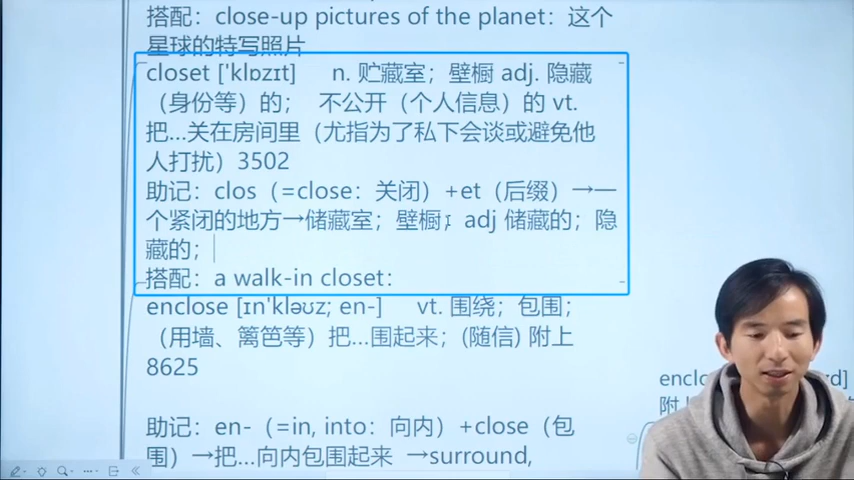 搭配：close-up pictures of the planet：这个
星球的特写照片
closet ['klɒzɪt] n. 贮藏室；壁橱 adj. 隐藏
（身份等）的； 不公开（个人信息）的 vt.
把…关在房间里（尤指为了私下会谈或避免他
人打扰）3502
助记：clos（=close：关闭）+et（后缀）→一
个紧闭的地方→储藏室；壁橱；adj 储藏的；隐
藏的；
搭配：a walk-in closet：
enclose [ɪn'kləʊz; en-] vt. 围绕；包围；
（用墙、篱笆等）把…围起来；(随信) 附上
8625
助记：en-（=in, into：向内）+close（包
围）→把…向内包围起来 →surround,